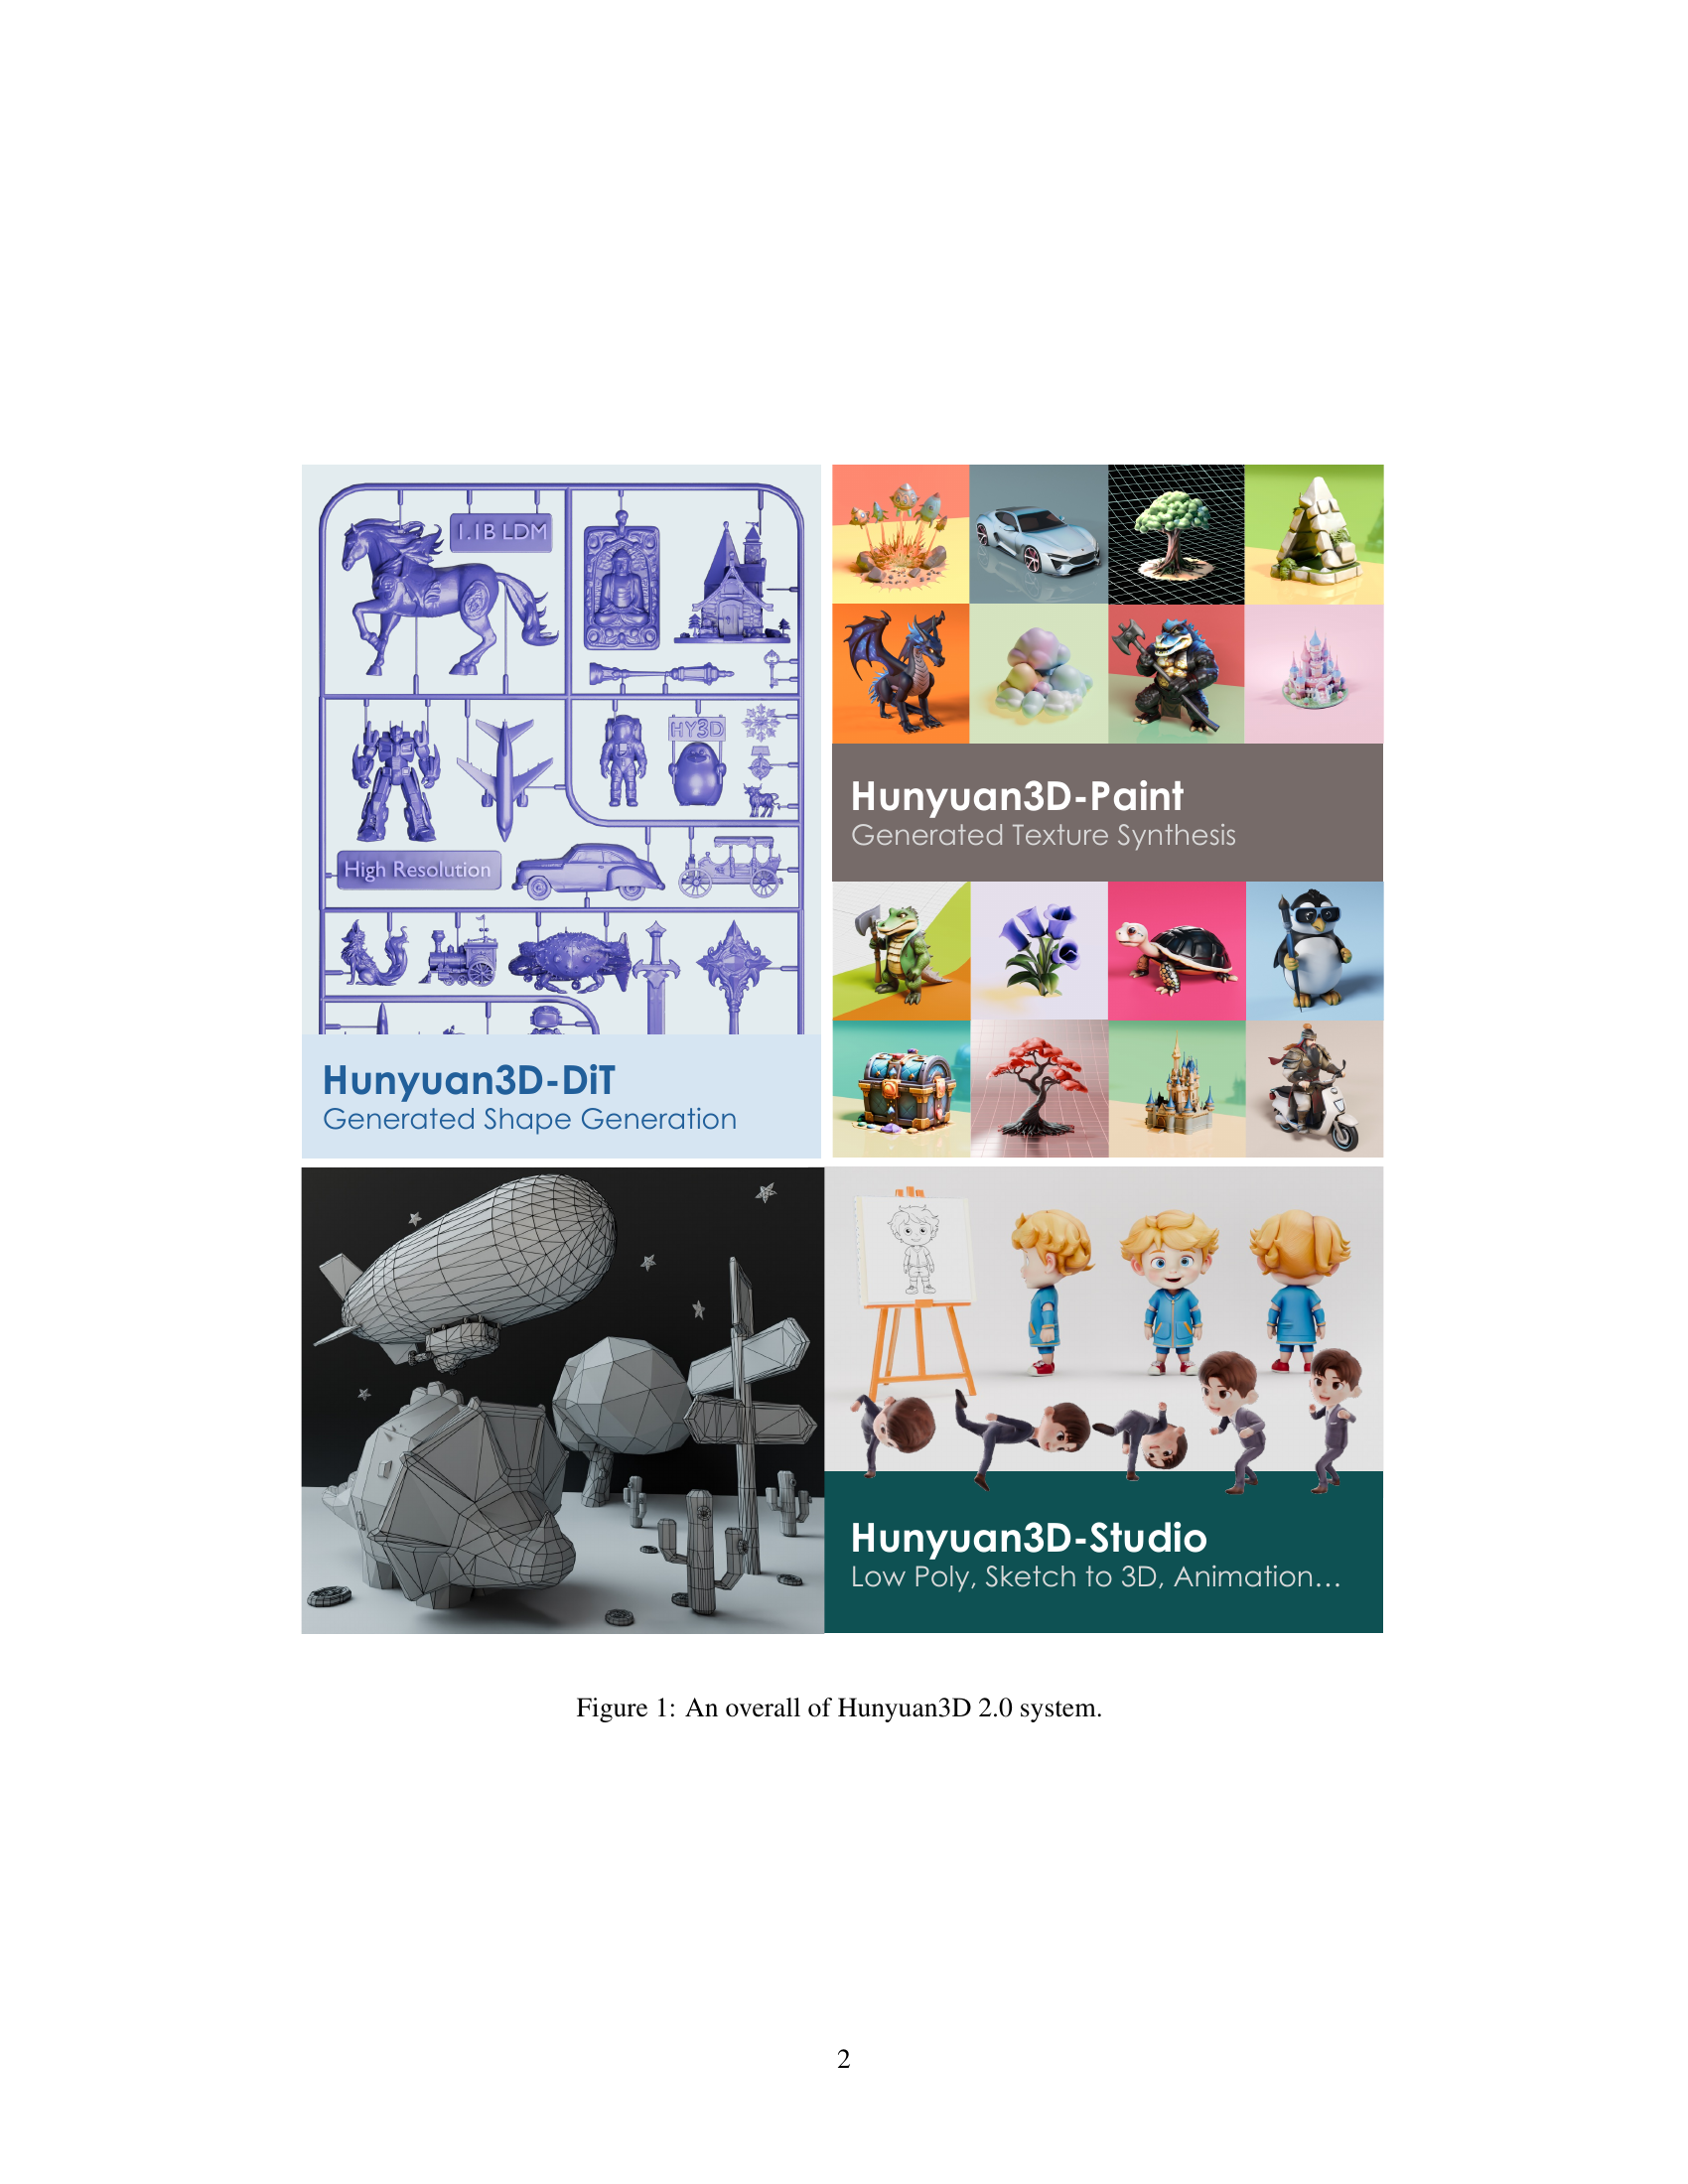 1.1B LDM
HY3D
High Resolution
Hunyuan3D-DiT
Generated Shape Generation
Hunyuan3D-Paint
Generated Texture Synthesis
Hunyuan3D-Studio
Low Poly, Sketch to 3D, Animation...
Figure 1: An overall of Hunyuan3D 2.0 system.
2